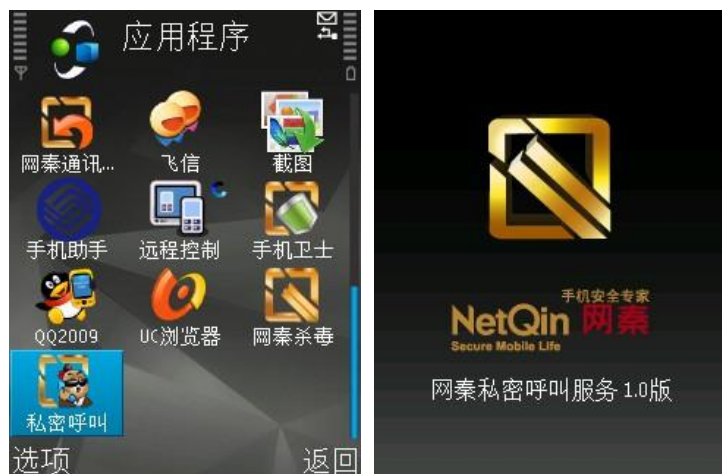 应用程序
网秦通讯...
飞信
截图
手机助手
远程控制
手机卫士
QQ2009
UC浏览器
网秦杀毒
私密呼叫
选项
返回
手机安全专家
NetQin 网秦
Secure Mobile Life
网秦私密呼叫服务 1.0版